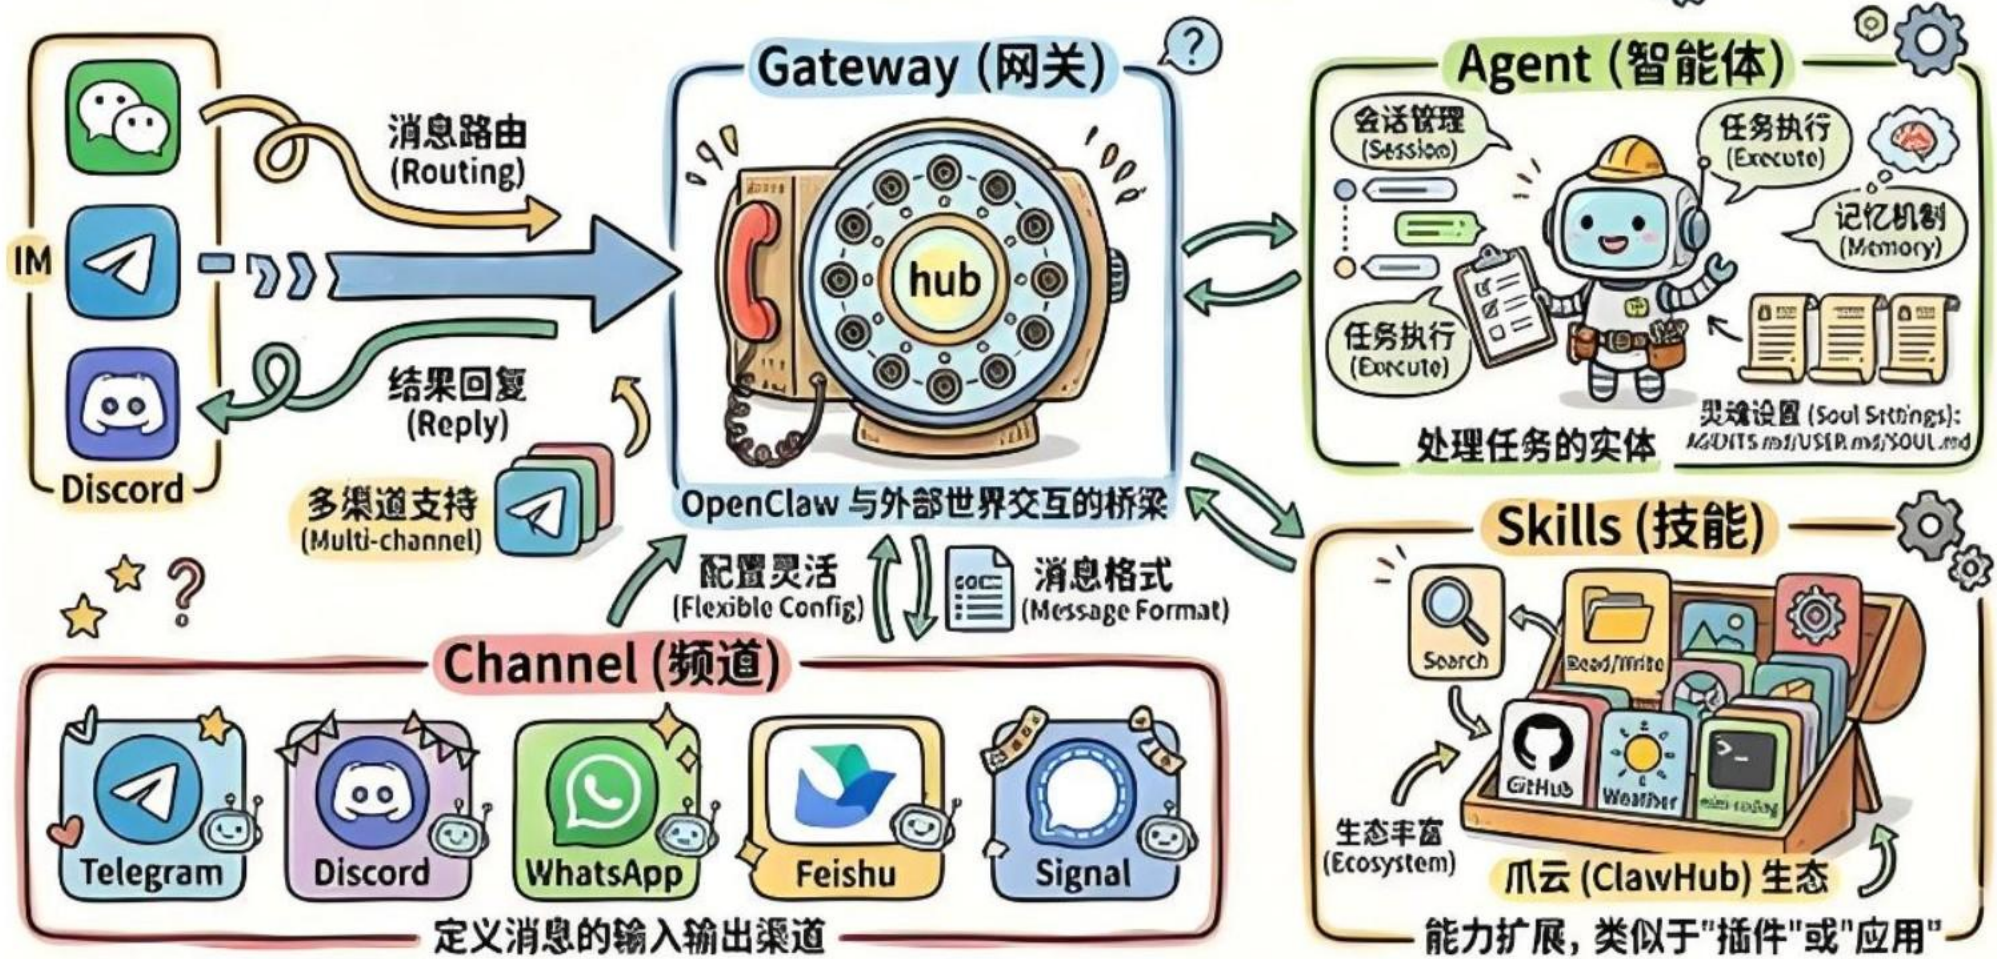 IM
Discord
消息路由
(Routing)
结果回复
(Reply)
多渠道支持
(Multi-channel)
Gateway (网关)
hub
OpenClaw 与外部世界交互的桥梁
配置灵活
(Flexible Config)
消息格式
(Message Format)
Agent (智能体)
会话管理
(Session)
任务执行
(Execute)
记忆机制
(Memory)
任务执行
处理任务的实体
灵魂设置 (Soul Settings):
Channel (频道)
Telegram
Discord
WhatsApp
Feishu
Signal
定义消息的输入输出渠道
Skills (技能)
Search
Read/Write
GitHub
Weather
生态丰富
(Ecosystem)
爪云 (ClawHub) 生态
能力扩展, 类似于"插件"或"应用"